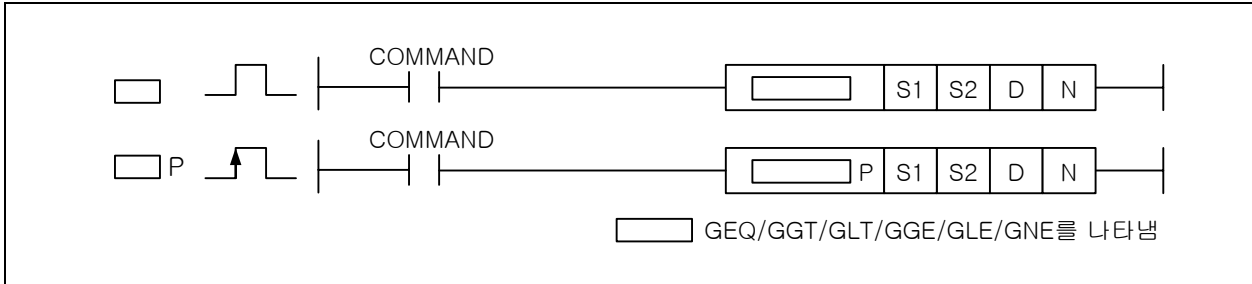 COMMAND
S1 S2 D N
COMMAND
P P S1 S2 D N
GEQ/GGT/GLT/GGE/GLE/GNE를 나타냄